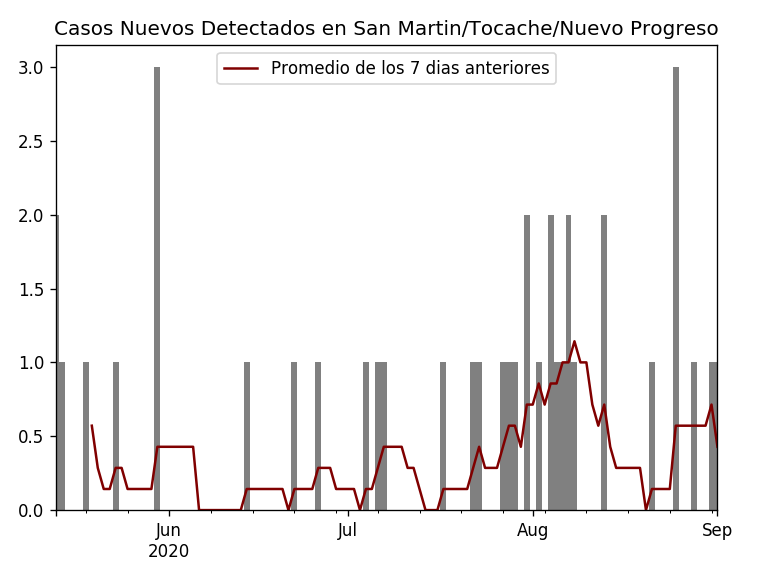 Casos Nuevos Detectados en San Martin/Tocache/Nuevo Progreso
Promedio de los 7 dias anteriores
3.0
2.5
2.0
1.5
1.0
0.5
0.0
Jun
2020
Jul
Aug
Sep